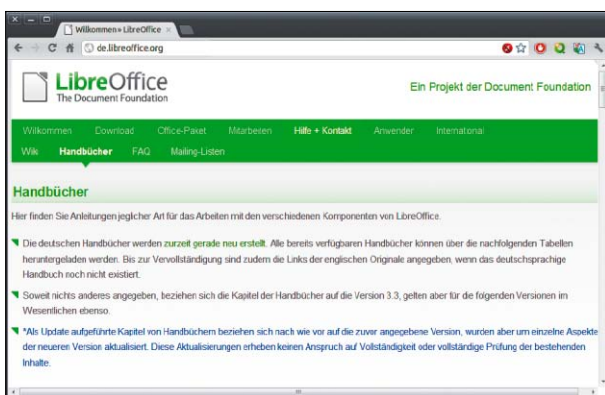 Willkommen » LibreOffice
de.libreoffice.org
LibreOffice
The Document Foundation
Ein Projekt der Document Foundation
Willkommen Download Office-Paket Mitarbeiten Hilfe + Kontakt Anwender International
Wiki Handbücher FAQ Mailing-Listen
Handbücher
Hier finden Sie Anleitungen jeglicher Art für das Arbeiten mit den verschiedenen Komponenten von LibreOffice.
Die deutschen Handbücher werden zurzeit gerade neu erstellt. Alle bereits verfügbaren Handbücher können über die nachfolgenden Tabellen
heruntergeladen werden. Bis zur Vervollständigung sind zudem die Links der englischen Originale angegeben, wenn das deutschsprachige
Handbuch noch nicht existiert.
Soweit nichts anderes angegeben, beziehen sich die Kapitel der Handbücher auf die Version 3.3, gelten aber für die folgenden Versionen im
Wesentlichen ebenso.
*Als Update aufgeführte Kapitel von Handbüchern beziehen sich nach wie vor auf die zuvor angegebene Version, wurden aber um einzelne Aspekte
der neueren Version aktualisiert. Diese Aktualisierungen erheben keinen Anspruch auf Vollständigkeit oder vollständige Prüfung der bestehenden
Inhalte.